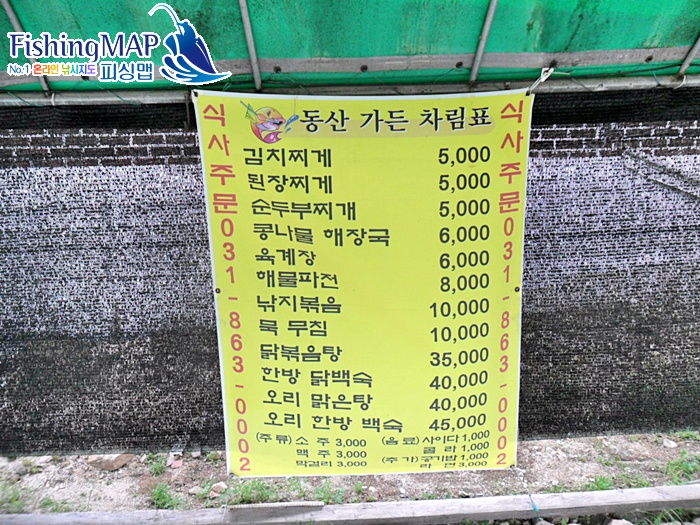 FishingMAP
No.1 온라인 낚시지도 피싱맵
동산 가든 차림표
식사주문031-863-0002
식사주문031-863-0002
김치찌게 5,000
된장찌게 5,000
순두부찌개 5,000
콩나물 해장국 6,000
육계장 6,000
해물파전 8,000
낚지볶음 10,000
묵 무침 10,000
닭볶음탕 35,000
한방 닭백숙 40,000
오리 맑은탕 40,000
오리 한방 백숙 45,000
(주류)소 주 3,000 (음료)사이다 1,000
맥 주 3,000 콜 라 1,000
막걸리 3,000 (추가)공기밥 1,000
라 면 3,000